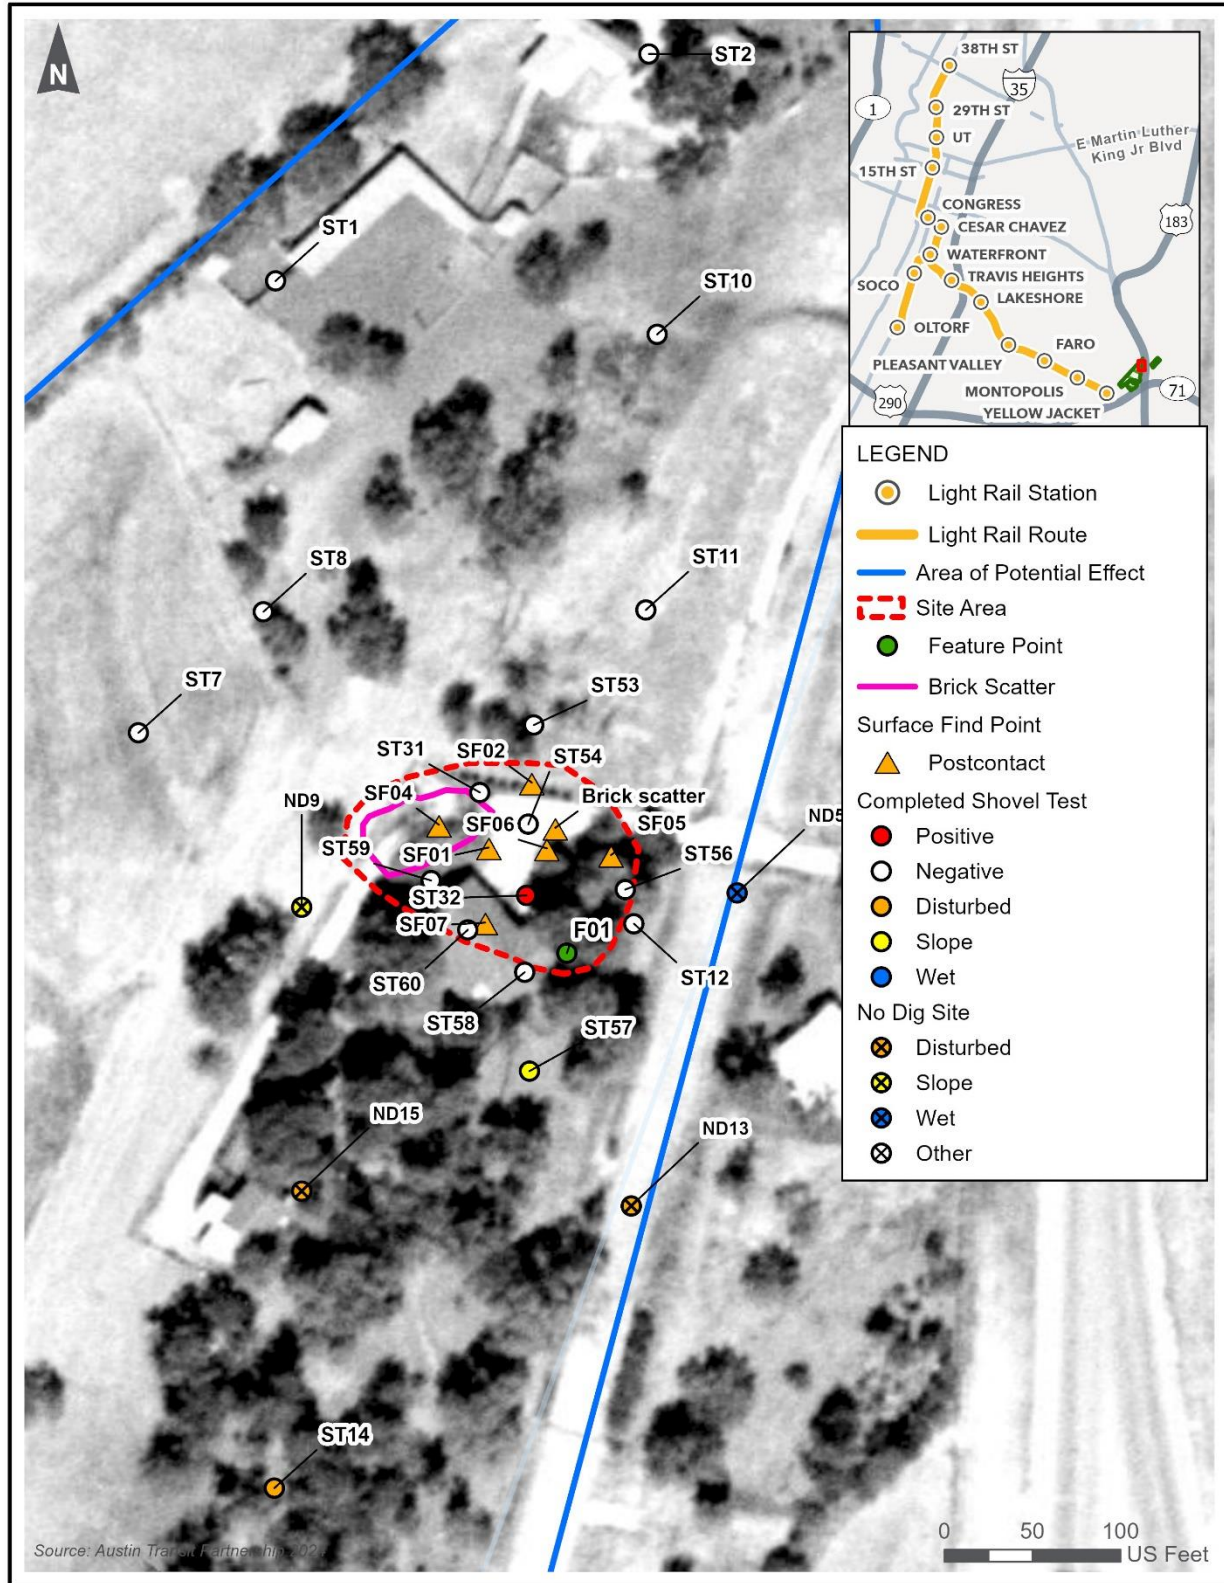 N
ST2
ST1
ST10
ST8
ST11
ST7
ST53
ST31
SF02
ST54
ND9
SF04
Brick scatter
SF06
SF05
ND5
ST59
SF01
ST56
ST32
SF07
F01
ST60
ST12
ST58
ST57
ND15
ND13
ST14
38TH ST
35
1
29TH ST
UT
E Martin Luther
King Jr Blvd
15TH ST
CONGRESS
183
CESAR CHAVEZ
WATERFRONT
SOCO
TRAVIS HEIGHTS
LAKESHORE
OLTORF
FARO
PLEASANT VALLEY
MONTOPOLIS
71
290
YELLOW JACKET
LEGEND
Light Rail Station
Light Rail Route
Area of Potential Effect
Site Area
Feature Point
Brick Scatter
Surface Find Point
Postcontact
Completed Shovel Test
Positive
Negative
Disturbed
Slope
Wet
No Dig Site
Disturbed
Slope
Wet
Other
0 50 100
US Feet
Source: Austin Transit Partnership